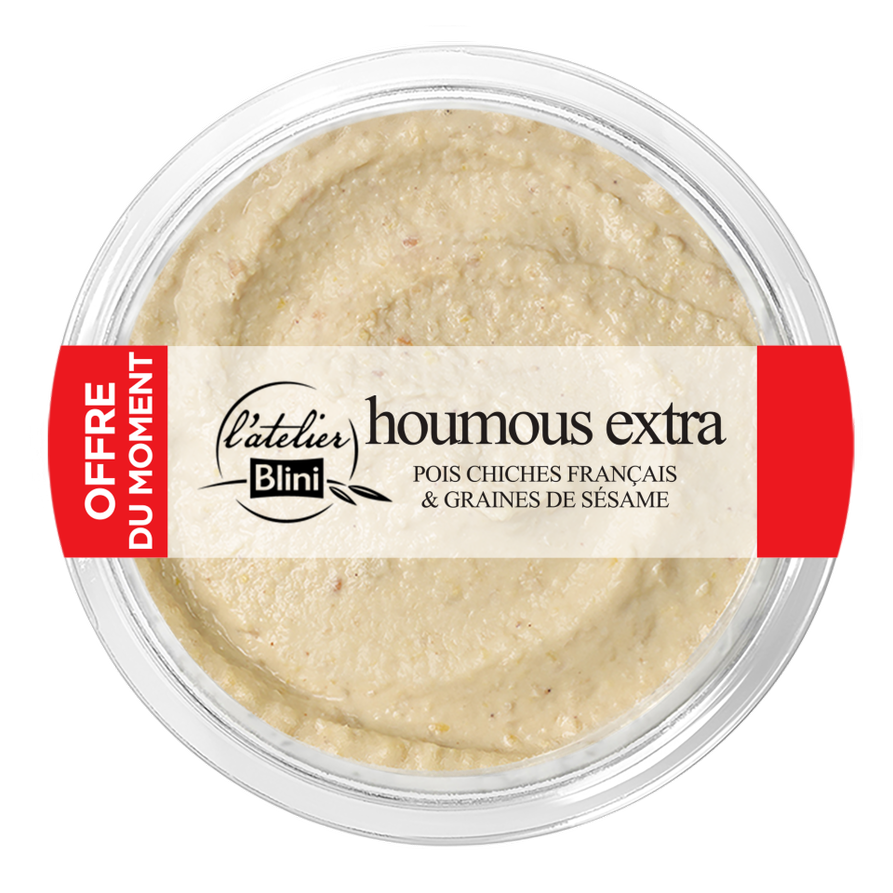 OFFRE
DU MOMENT
l'atelier
Blini
houmous extra
POIS CHICHES FRANÇAIS
& GRAINES DE SÉSAME